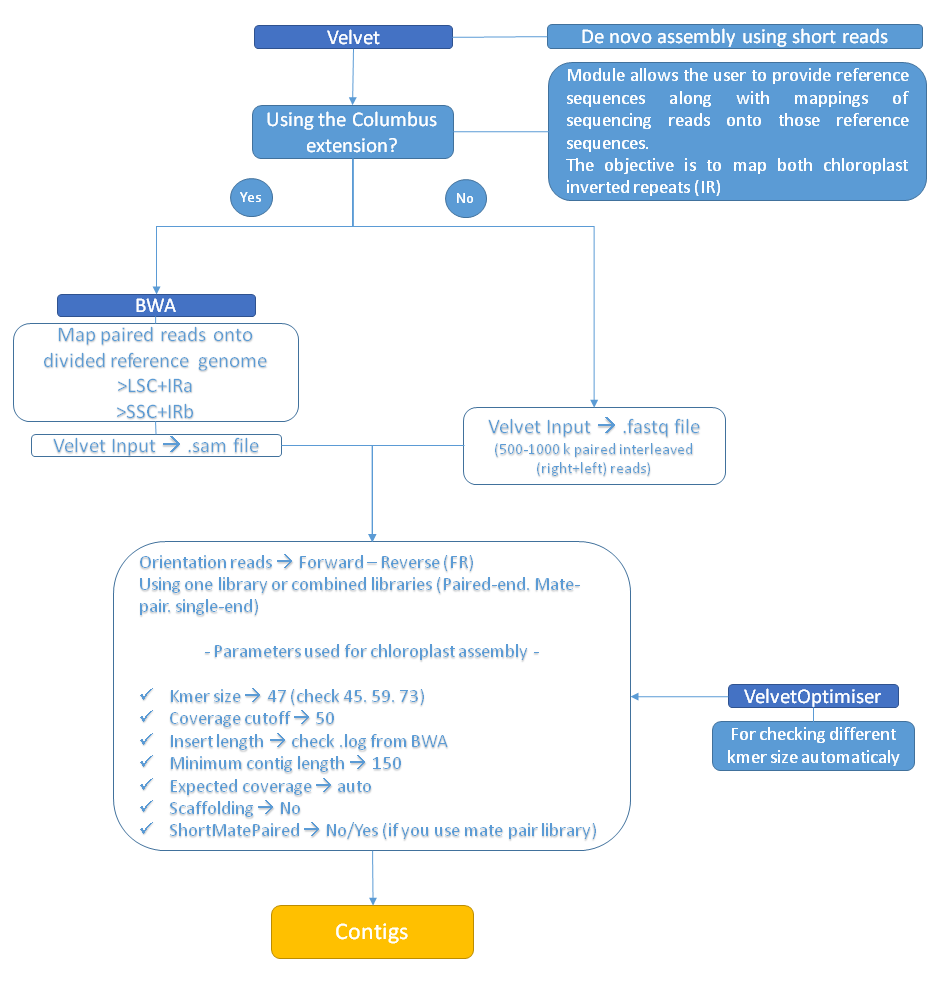 Velvet
De novo assembly using short reads
Module allows the user to provide reference
sequences along with mappings of
sequencing reads onto those reference
sequences.
The objective is to map both chloroplast
inverted repeats (IR)
Using the Columbus
extension?
Yes
No
BWA
Map paired reads onto
divided reference genome
>LSC+IRa
>SSC+IRb
Velvet Input → .sam file
Velvet Input → .fastq file
(500-1000 k paired interleaved
(right+left) reads)
Orientation reads → Forward – Reverse (FR)
Using one library or combined libraries (Paired-end. Mate-
pair. single-end)
- Parameters used for chloroplast assembly -
✓ Kmer size → 47 (check 45. 59. 73)
✓ Coverage cutoff → 50
✓ Insert length → check .log from BWA
✓ Minimum contig length → 150
✓ Expected coverage → auto
✓ Scaffolding → No
✓ ShortMatePaired → No/Yes (if you use mate pair library)
VelvetOptimiser
For checking different
kmer size automaticaly
Contigs